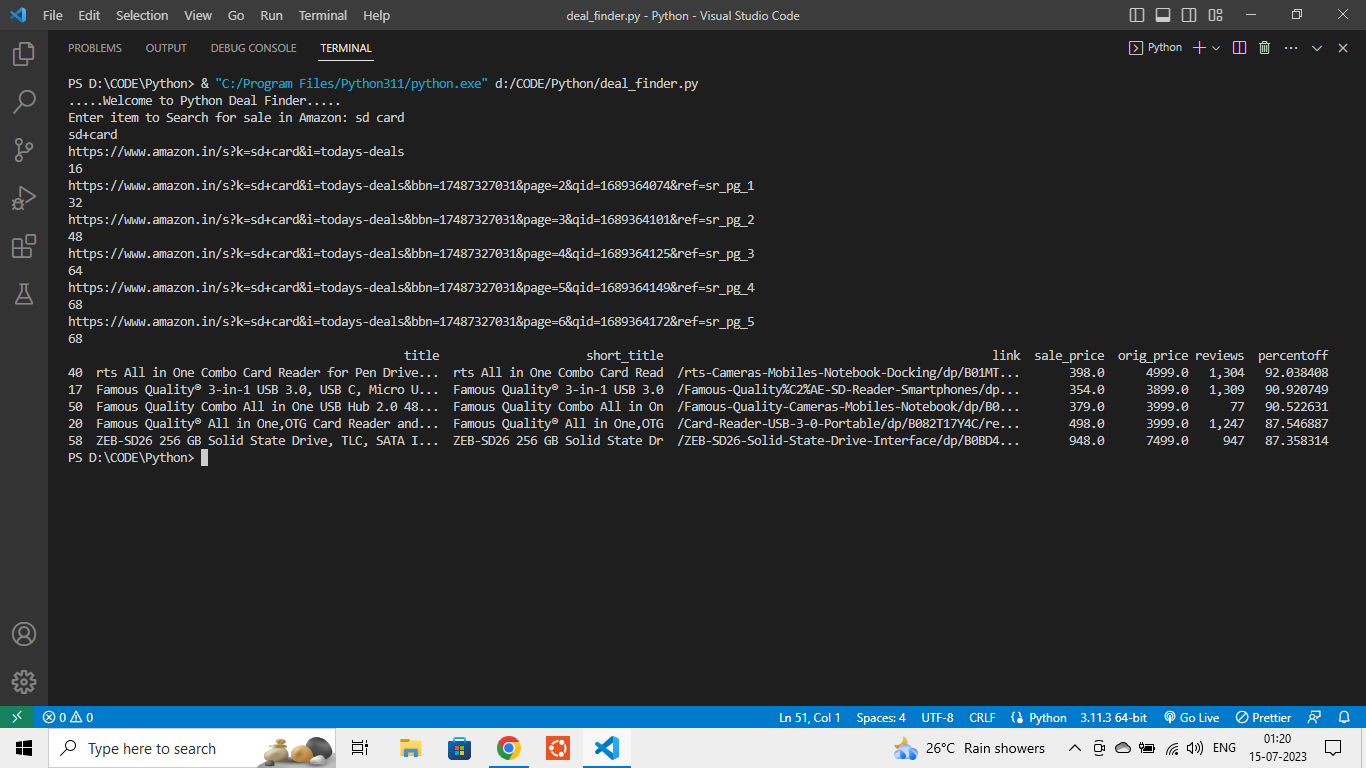 File Edit Selection View Go Run Terminal Help deal_finder.py - Python - Visual Studio Code
PROBLEMS OUTPUT DEBUG CONSOLE TERMINAL Python
PS D:\CODE\Python> & "C:/Program Files/Python311/python.exe" d:/CODE/Python/deal_finder.py
.....Welcome to Python Deal Finder.....
Enter item to Search for sale in Amazon: sd card
sd+card
https://www.amazon.in/s?k=sd+card&i=todays-deals
16
https://www.amazon.in/s?k=sd+card&i=todays-deals&bbn=17487327031&page=2&qid=1689364074&ref=sr_pg_1
32
https://www.amazon.in/s?k=sd+card&i=todays-deals&bbn=17487327031&page=3&qid=1689364101&ref=sr_pg_2
48
https://www.amazon.in/s?k=sd+card&i=todays-deals&bbn=17487327031&page=4&qid=1689364125&ref=sr_pg_3
64
https://www.amazon.in/s?k=sd+card&i=todays-deals&bbn=17487327031&page=5&qid=1689364149&ref=sr_pg_4
68
https://www.amazon.in/s?k=sd+card&i=todays-deals&bbn=17487327031&page=6&qid=1689364172&ref=sr_pg_5
68
title short_title link sale_price orig_price reviews percentoff
40 rts All in One Combo Card Reader for Pen Drive... rts All in One Combo Card Read /rts-Cameras-Mobiles-Notebook-Docking/dp/B01MT... 398.0 4999.0 1,304 92.038408
17 Famous Quality® 3-in-1 USB 3.0, USB C, Micro U... Famous Quality® 3-in-1 USB 3.0 /Famous-Quality%C2%AE-SD-Reader-Smartphones/dp... 354.0 3899.0 1,309 90.920749
50 Famous Quality Combo All in One USB Hub 2.0 48... Famous Quality Combo All in On /Famous-Quality-Cameras-Mobiles-Notebook/dp/B0... 379.0 3999.0 77 90.522631
20 Famous Quality® All in One,OTG Card Reader and... Famous Quality® All in One,OTG /Card-Reader-USB-3-0-Portable/dp/B082T17Y4C/re... 498.0 3999.0 1,247 87.546887
58 ZEB-SD26 256 GB Solid State Drive, TLC, SATA I... ZEB-SD26 256 GB Solid State Dr /ZEB-SD26-Solid-State-Drive-Interface/dp/B0BD4... 948.0 7499.0 947 87.358314
PS D:\CODE\Python>
0 0 Ln 51, Col 1 Spaces: 4 UTF-8 CRLF Python 3.11.3 64-bit Go Live Prettier
Type here to search 26°C Rain showers ENG 01:20
15-07-2023